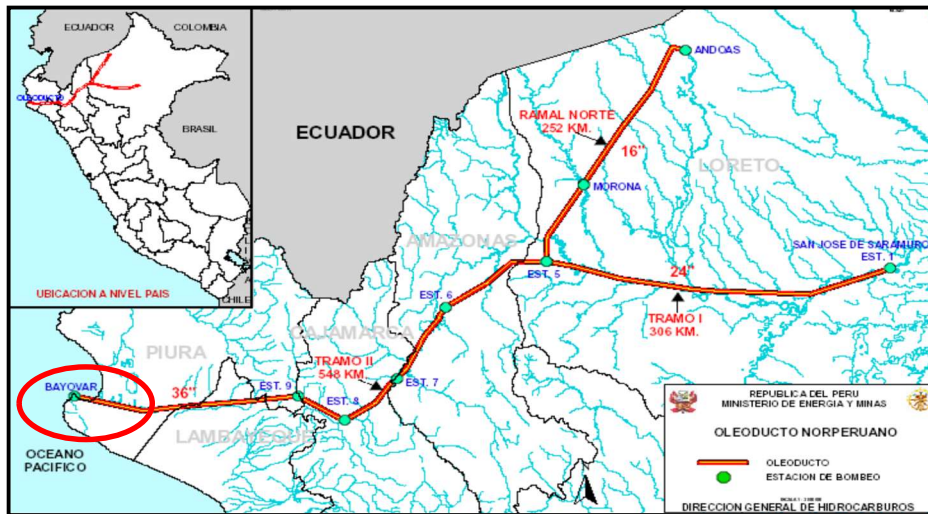 ECUADOR
COLOMBIA
OLEODUCTO
BRASIL
CHILE
UBICACION A NIVEL PAIS
ECUADOR
ANDOAS
RAMAL NORTE
252 KM.
16"
LORETO
MORONA
AMAZONAS
SAN JOSE DE SARAMURO
EST. 1
EST. 5
24"
TRAMO I
306 KM.
EST. 6
CAJAMARCA
PIURA
TRAMO II
548 KM.
EST. 7
BAYOVAR
36"
EST. 9
EST. 8
LAMBAYEQUE
OCEANO
PACIFICO
REPUBLICA DEL PERU
MINISTERIO DE ENERGIA Y MINAS
OLEODUCTO NORPERUANO
OLEODUCTO
ESTACION DE BOMBEO
DIRECCION GENERAL DE HIDROCARBUROS